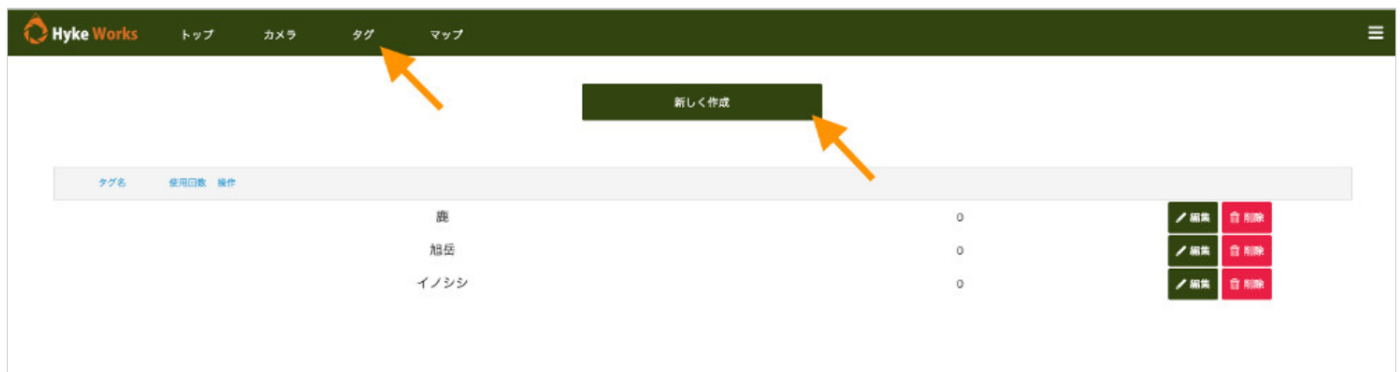 Hyke Works トップ カメラ タグ マップ
新しく作成
タグ名 使用回数 操作
鹿 0 編集 削除
旭岳 0 編集 削除
イノシシ 0 編集 削除